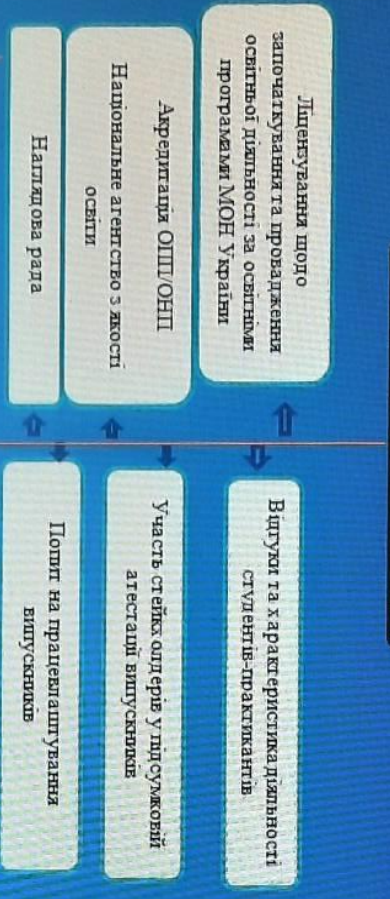 Ліцензування щодо
започаткування та провадження
освітньої діяльності за освітніми
програмами МОН України
Акредитація ОПП/ОНП
Національне агентство з якості
освіти
Наглядова рада
Відгуки та характеристика діяльності
студентів-практикантів
Участь стейкхолдерів у підсумковій
атестації випускників
Попит на працевлаштування
випускників